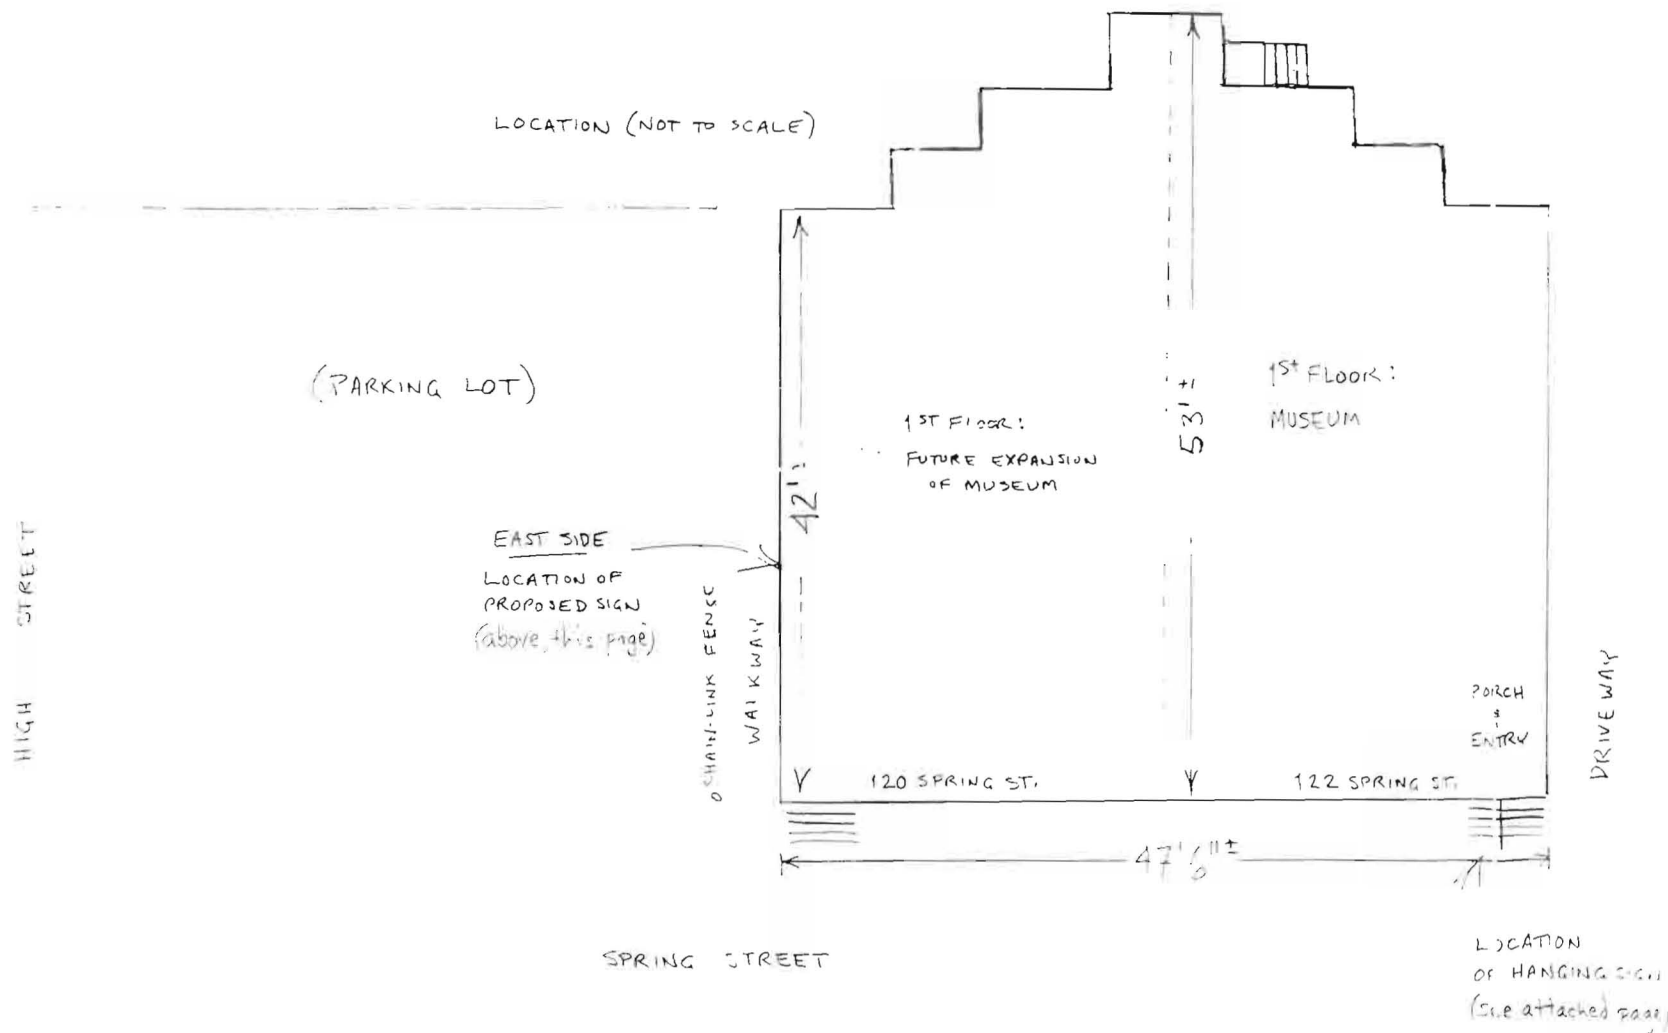 LOCATION (NOT TO SCALE)
(PARKING LOT)
1ST FLOOR:
FUTURE EXPANSION
OF MUSEUM
1St FLOOR:
MUSEUM
42'±
53'±
EAST SIDE
LOCATION OF
PROPOSED SIGN
(above, this page)
HIGH STREET
CHAIN-LINK FENCE
WALKWAY
PORCH
&
ENTRY
DRIVEWAY
120 SPRING ST.
122 SPRING ST.
47'6"±
SPRING STREET
LOCATION
OF HANGING SIGN
(See attached page)